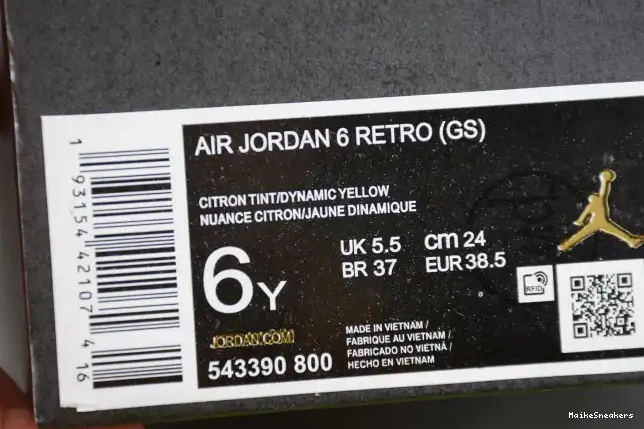 AIR JORDAN 6 RETRO (GS)
CITRON TINT/DYNAMIC YELLOW
NUANCE CITRON/JAUNE DINAMIQUE
6Y
UK 5.5 cm 24
BR 37 EUR 38.5
RFID
JORDAN.COM
543390 800
MADE IN VIETNAM /
FABRIQUE AU VIETNAM /
FABRICADO NO VIETNÃ /
HECHO EN VIETNAM
1 93154 42107 4 16
MaikeSneakers